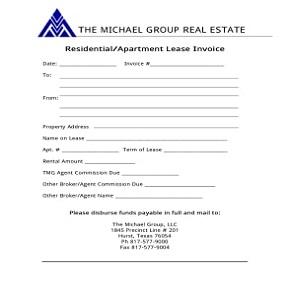 THE MICHAEL GROUP REAL ESTATE
Residential/Apartment Lease Invoice
Date: Invoice #
To:
From:
Property Address
Name on Lease
Apt. # Term of Lease
Rental Amount
TMG Agent Commission Due
Other Broker/Agent Commission Due
Other Broker/Agent Name
Please disburse funds payable in full and mail to:
The Michael Group, LLC
1845 Precinct Line # 201
Hurst, Texas 76054
Ph 817-577-9000
Fax 817-577-9004